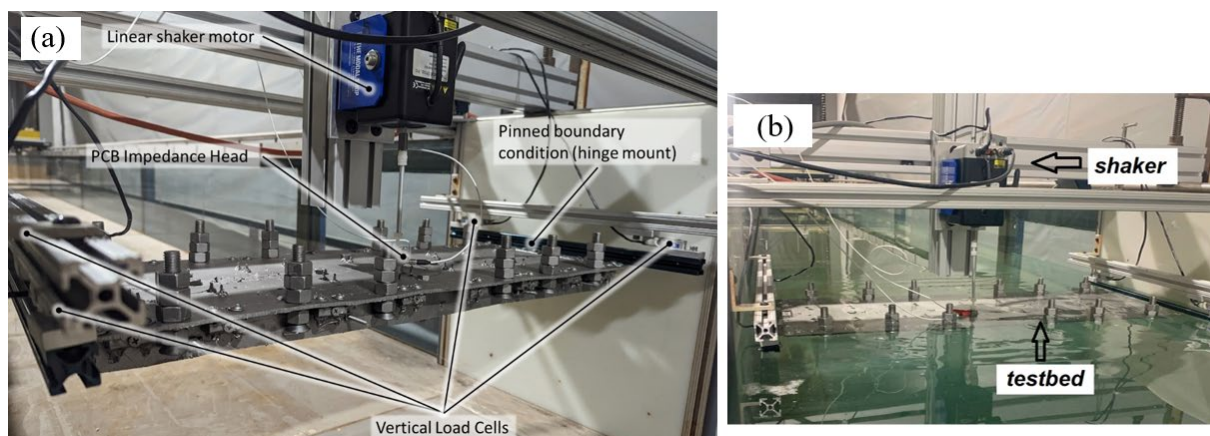 (a)
Linear shaker motor
PCB Impedance Head
Pinned boundary
condition (hinge mount)
Vertical Load Cells
(b)
shaker
testbed